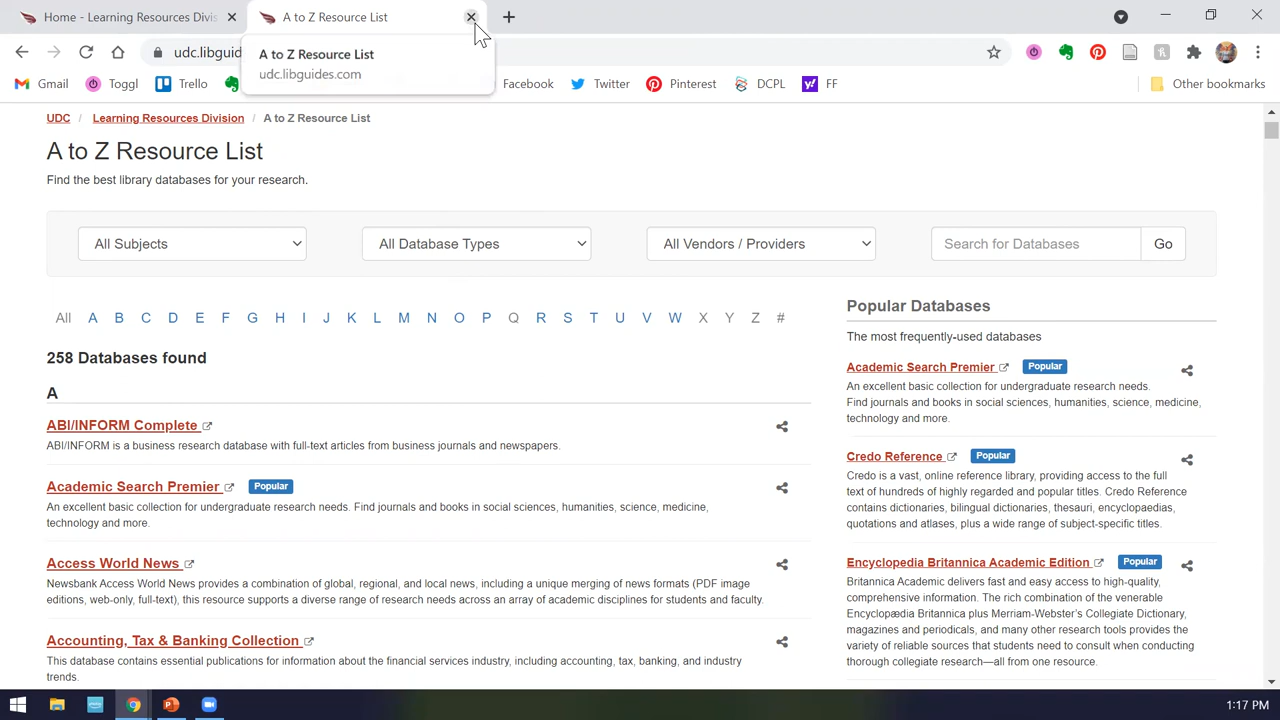 Home - Learning Resources Divis
A to Z Resource List
udc.libguid
A to Z Resource List
udc.libguides.com
Gmail
Toggl
Trello
Facebook
Twitter
Pinterest
DCPL
FF
Other bookmarks
UDC / Learning Resources Division / A to Z Resource List
A to Z Resource List
Find the best library databases for your research.
All Subjects
All Database Types
All Vendors / Providers
Search for Databases
Go
All A B C D E F G H I J K L M N O P Q R S T U V W X Y Z #
258 Databases found
A
ABI/INFORM Complete
ABI/INFORM is a business research database with full-text articles from business journals and newspapers.
Academic Search Premier Popular
An excellent basic collection for undergraduate research needs. Find journals and books in social sciences, humanities, science, medicine,
technology and more.
Access World News
Newsbank Access World News provides a combination of global, regional, and local news, including a unique merging of news formats (PDF image
editions, web-only, full-text), this resource supports a diverse range of research needs across an array of academic disciplines for students and faculty.
Accounting, Tax & Banking Collection
This database contains essential publications for information about the financial services industry, including accounting, tax, banking, and industry
trends.
Popular Databases
The most frequently-used databases
Academic Search Premier Popular
An excellent basic collection for undergraduate research needs.
Find journals and books in social sciences, humanities, science, medicine,
technology and more.
Credo Reference Popular
Credo is a vast, online reference library, providing access to the full
text of hundreds of highly regarded and popular titles. Credo Reference
contains dictionaries, bilingual dictionaries, thesauri, encyclopaedias,
quotations and atlases, plus a wide range of subject-specific titles.
Encyclopedia Britannica Academic Edition Popular
Britannica Academic delivers fast and easy access to high-quality,
comprehensive information. The rich combination of the venerable
Encyclopædia Britannica plus Merriam-Webster's Collegiate Dictionary,
magazines and periodicals, and many other research tools provides the
variety of reliable sources that students need to consult when conducting
thorough collegiate research—all from one resource.
1:17 PM